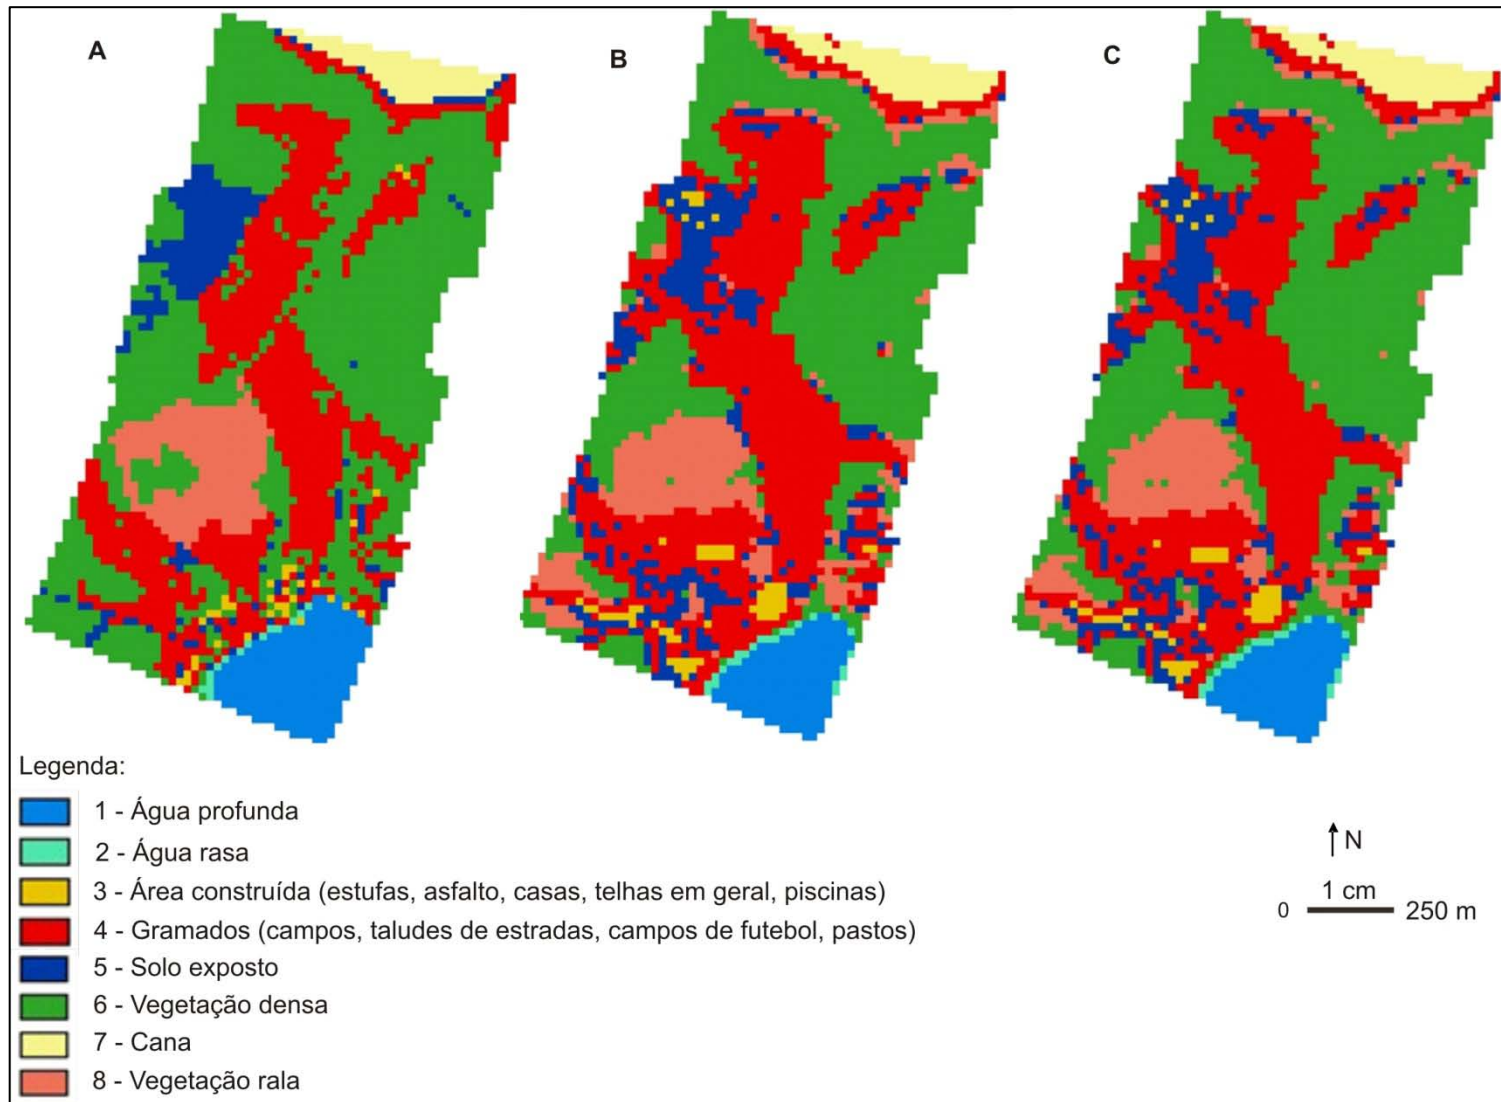 A
B
C
Legenda:
1 - Água profunda
2 - Água rasa
3 - Área construída (estufas, asfalto, casas, telhas em geral, piscinas)
4 - Gramados (campos, taludes de estradas, campos de futebol, pastos)
5 - Solo exposto
6 - Vegetação densa
7 - Cana
8 - Vegetação rala
N
1 cm
0 250 m